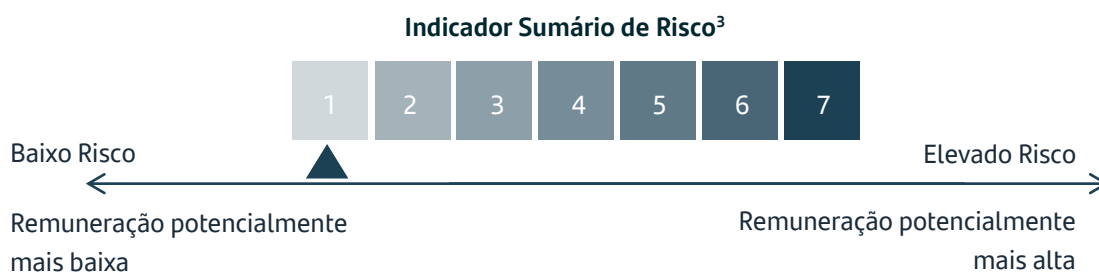 Indicador Sumário de Risco³
1 2 3 4 5 6 7
Baixo Risco
Elevado Risco
Remuneração potencialmente
mais baixa
Remuneração potencialmente
mais alta